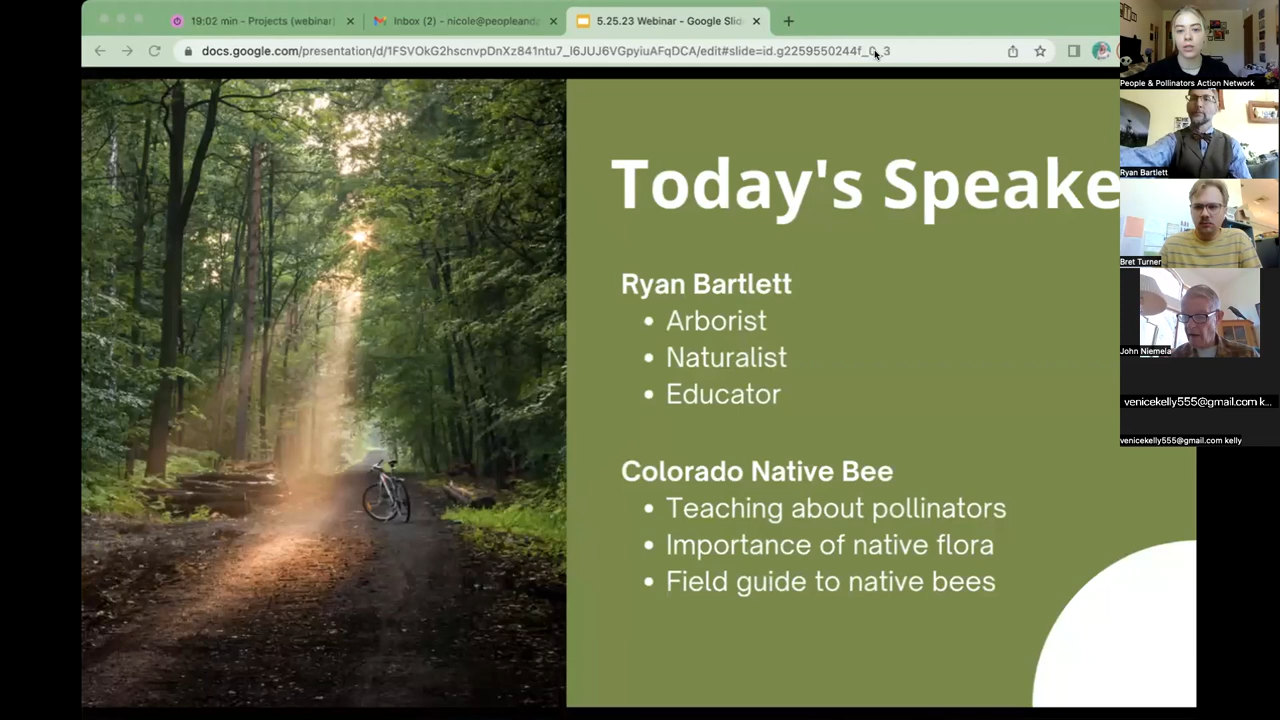 19:02 min - Projects (webinar)
Inbox (2) - nicole@peopleand
5.25.23 Webinar - Google Slid
docs.google.com/presentation/d/1FSVOkG2hscnvpDnXz841ntu7_l6JUJ6VGpyiuAFqDCA/edit#slide=id.g2259550244f_0_3
Today's Speake
Ryan Bartlett
• Arborist
• Naturalist
• Educator
Colorado Native Bee
• Teaching about pollinators
• Importance of native flora
• Field guide to native bees
People & Pollinators Action Network
Ryan Bartlett
Bret Turner
John Niemela
venicekelly555@gmail.com k...
venicekelly555@gmail.com kelly